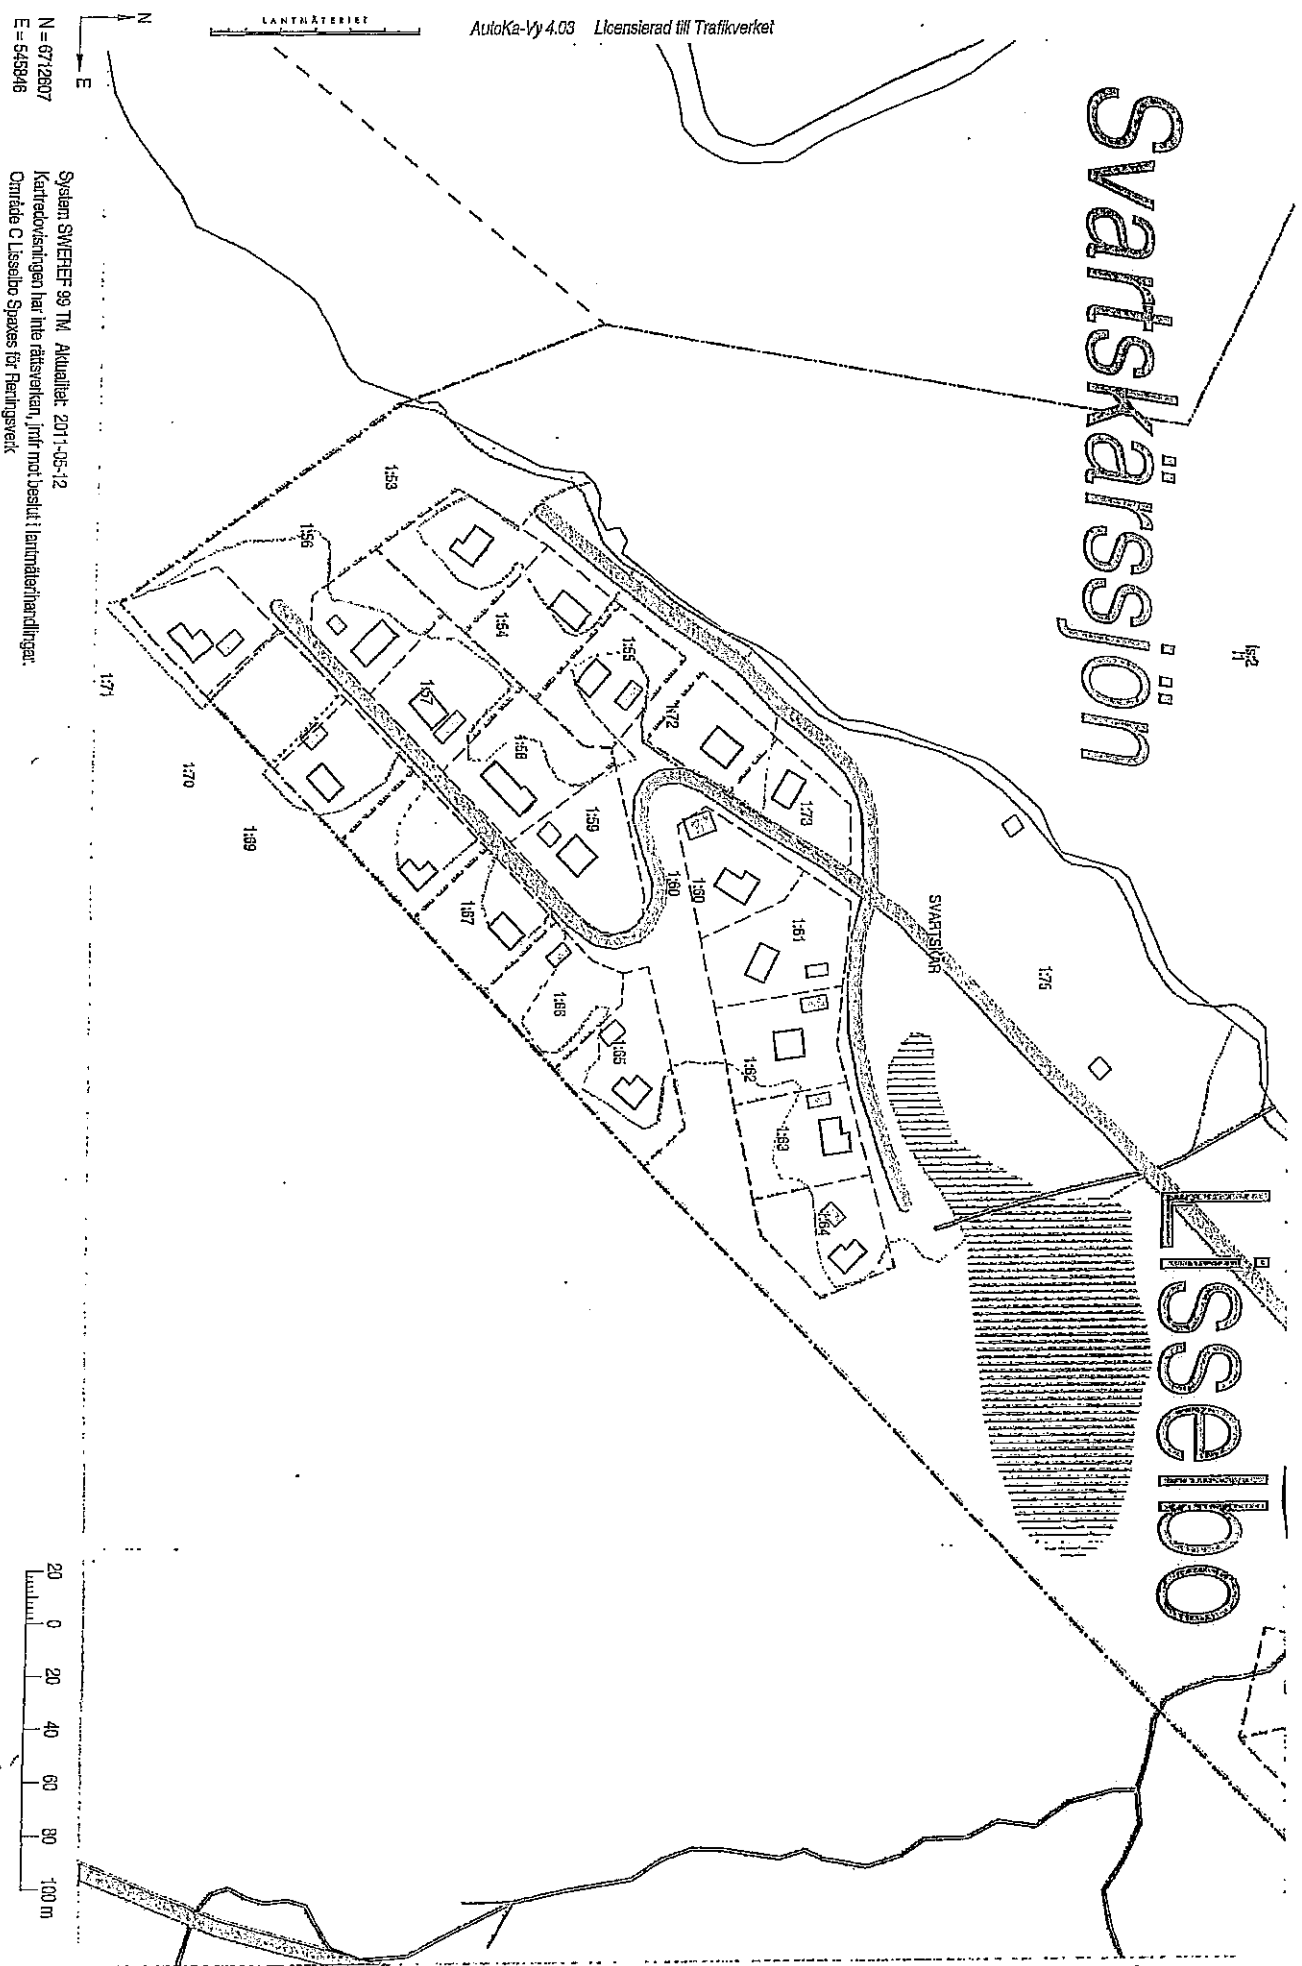 AutoKa-Vy 4.03 Licensierad till Trafikverket
LANTMÄTERIET
N
E
N = 6712607
E = 545846
System SWEREF 99 TM Aktualitet: 2011-05-12
Kartredovisningen har inte rättsverkan, jmfr mot beslut i lantmäterihandlingar.
Område C Lisselbo Spaxes för Reningsverk
Svartskärssjön
Lisselbo
SVARTSKÄR
1:53
1:56
1:54
1:55
1:57
1:72
1:58
1:73
1:59
1:60
1:60
1:61
1:75
1:71
1:70
1:69
1:67
1:66
1:65
1:62
1:63
1:64
20 0 20 40 60 80 100 m